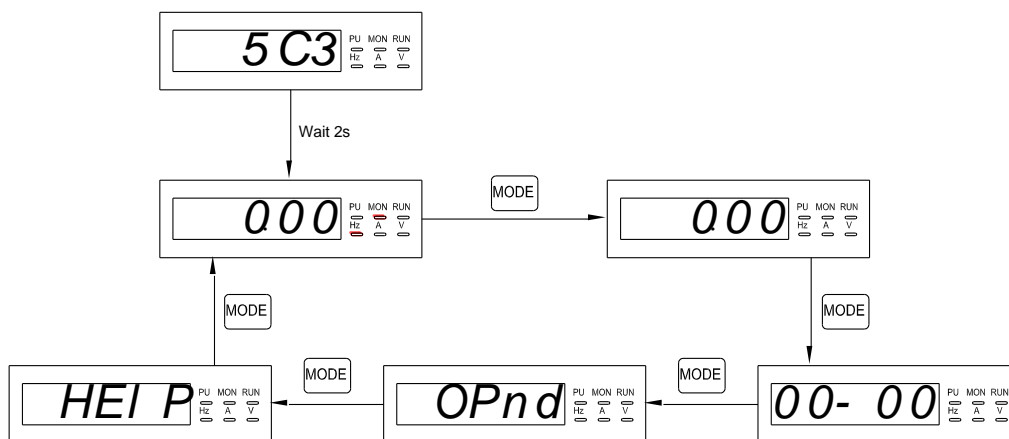 5 C3 PU MON RUN
Hz A V
Wait 2s
0.00 PU MON RUN
Hz A V
MODE
0.00 PU MON RUN
Hz A V
MODE
MODE
HEl P PU MON RUN
Hz A V
MODE
OPnd PU MON RUN
Hz A V
MODE
00- 00 PU MON RUN
Hz A V